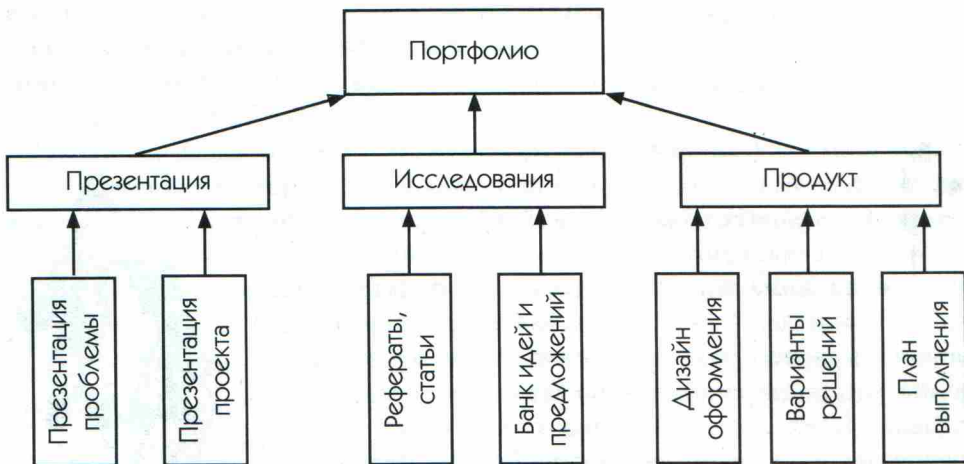 Портфолио
Презентация
Исследования
Продукт
Презентация
проблемы
Презентация
проекта
Рефераты,
статьи
Банк идей и
предложений
Дизайн
оформления
Варианты
решений
План
выполнения